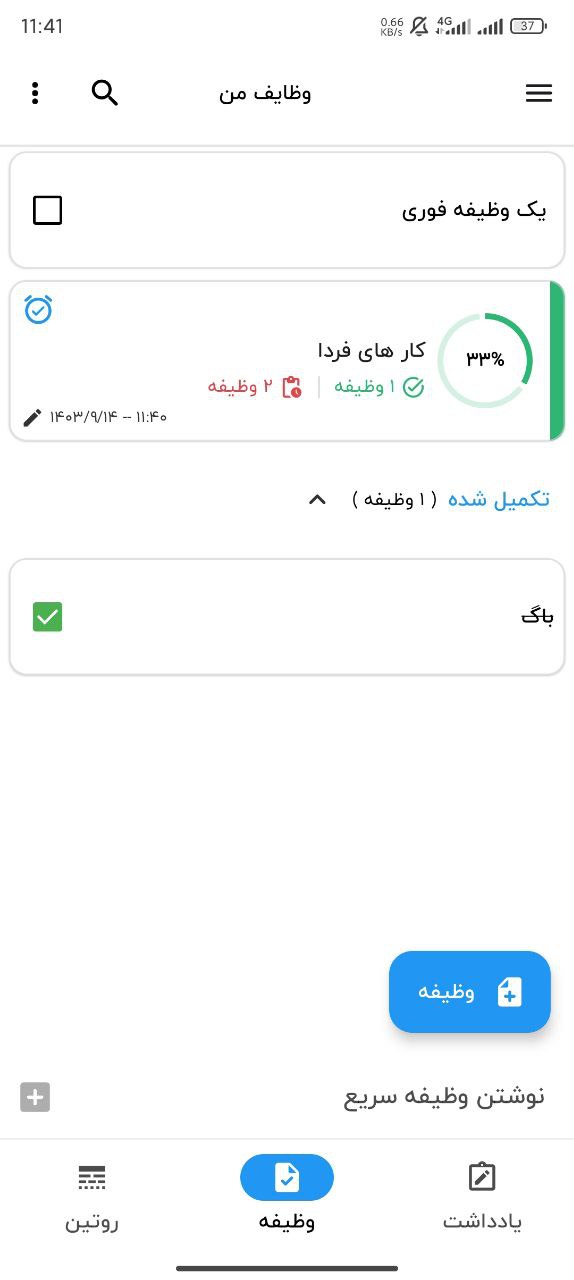 11:41
0.66 KB/s 4G 37
وظایف من
یک وظیفه فوری
۳۳%
کار های فردا
۱ وظیفه | ۲ وظیفه
۱۴۰۳/۹/۱۴ -- ۱۱:۴۰
تکمیل شده ( ۱ وظیفه )
باگ
وظیفه
نوشتن وظیفه سریع
یادداشت
وظیفه
روتین